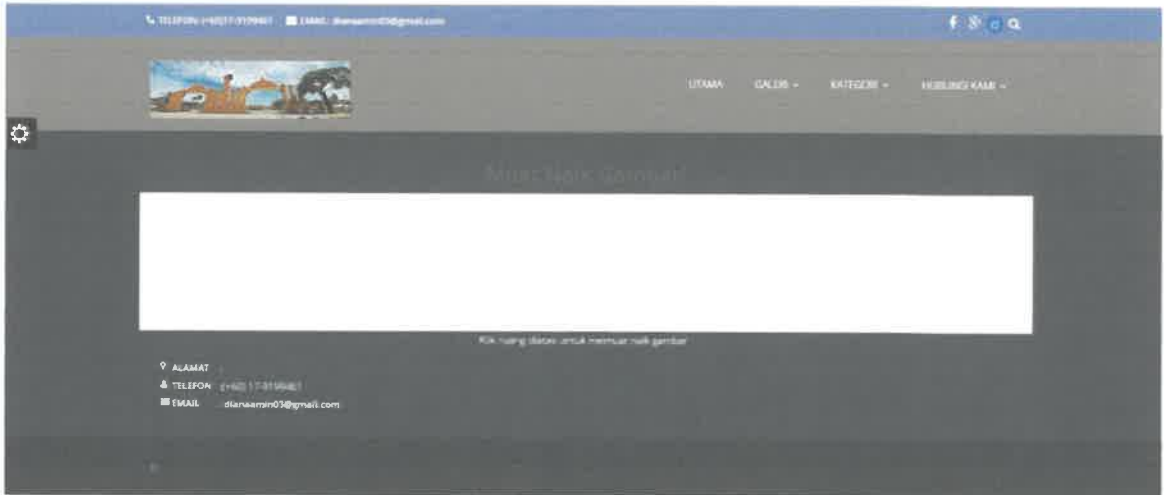 TELEFON: (+60)17-9199461 EMAIL: dianaamin03@gmail.com
UTAMA GALERI KATEGORI HUBUNGI KAMI
Muat Naik Gambar
Klik ruang diatas untuk memuat naik gambar
ALAMAT :
TELEFON (+60) 17-9199461
EMAIL dianaamin03@gmail.com